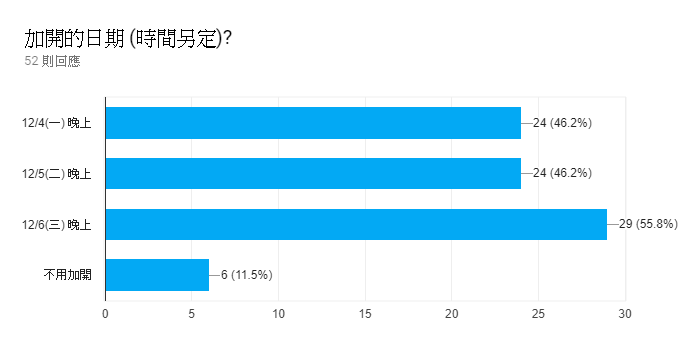 加開的日期 (時間另定)?
52 則回應
12/4(一) 晚上
24 (46.2%)
12/5(二) 晚上
24 (46.2%)
12/6(三) 晚上
29 (55.8%)
不用加開
6 (11.5%)
0 5 10 15 20 25 30